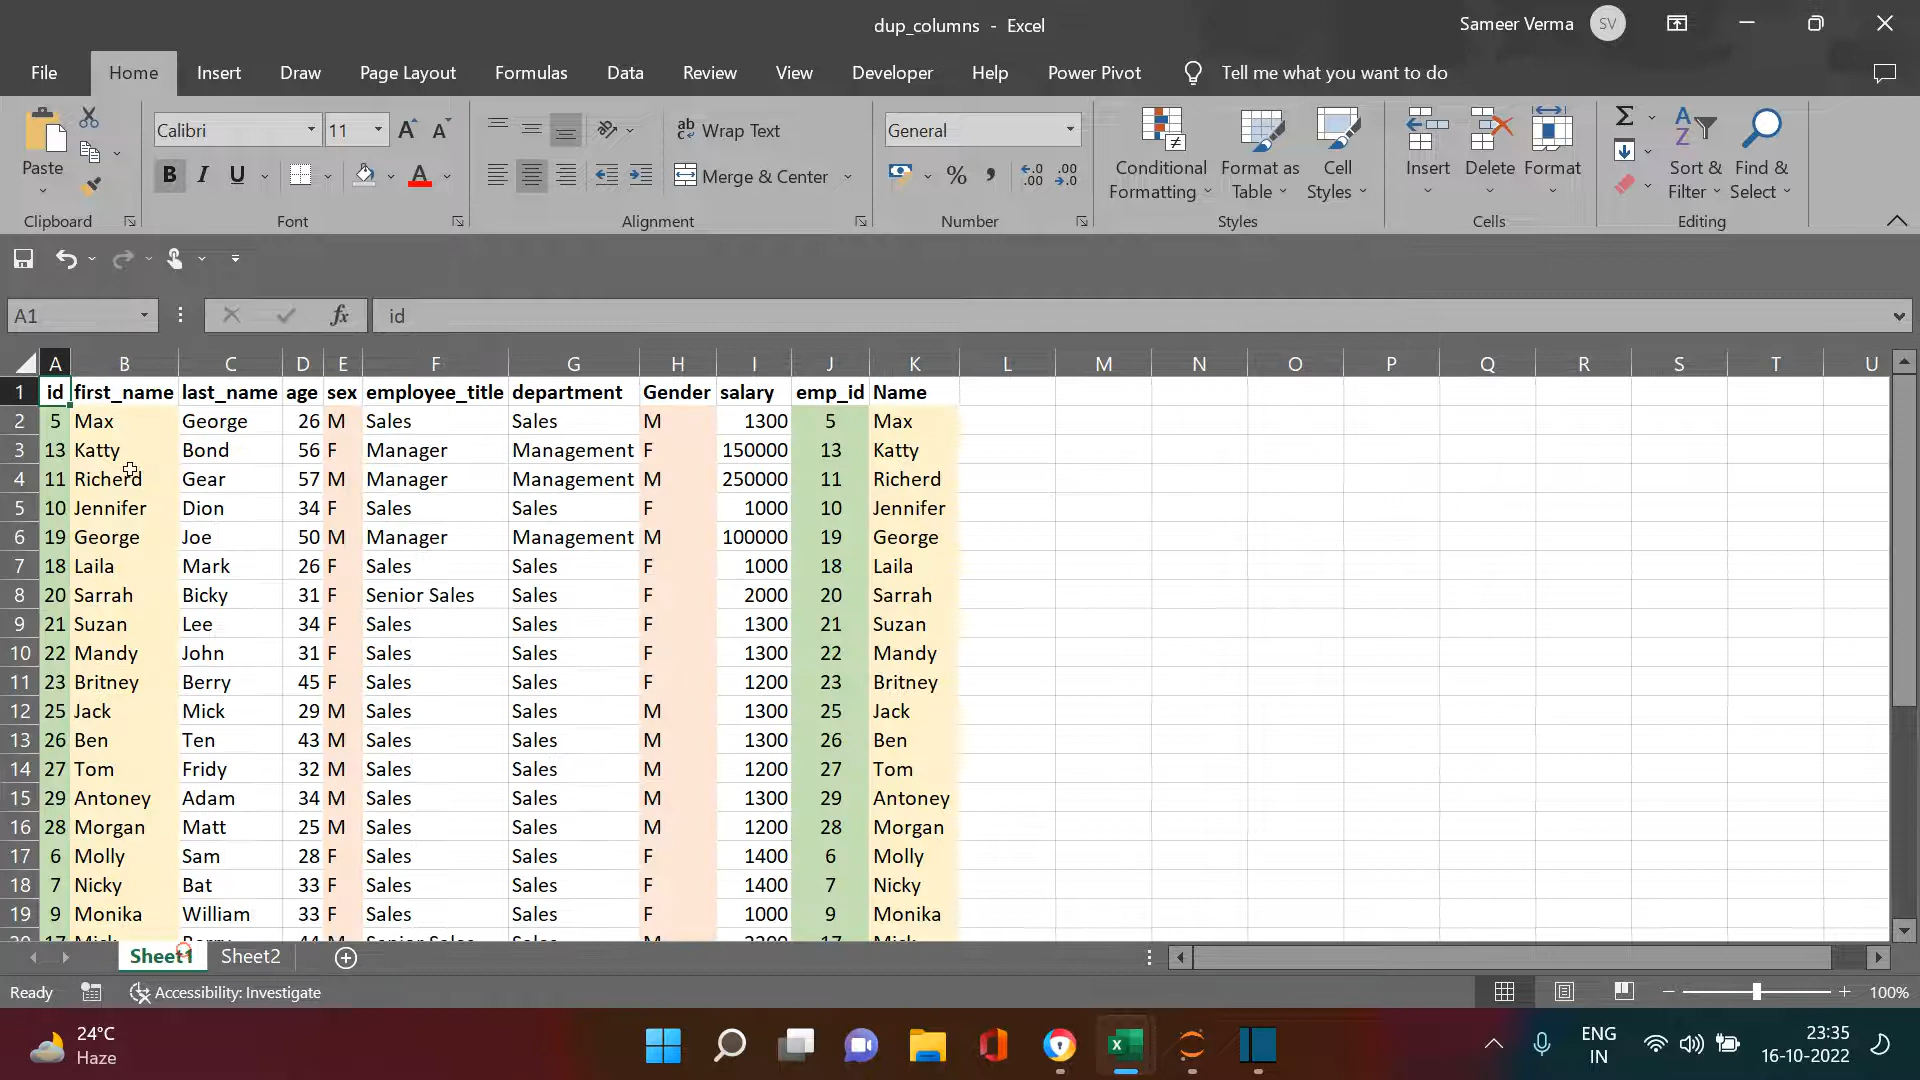 dup_columns - Excel
Sameer Verma SV
File Home Insert Draw Page Layout Formulas Data Review View Developer Help Power Pivot Tell me what you want to do
Calibri 11 ab Wrap Text General
Paste B I U A Merge & Center % , Conditional Formatting Format as Table Cell Styles Insert Delete Format Sort & Filter Find & Select
Clipboard Font Alignment Number Styles Cells Editing
A1 fx id
A B C D E F G H I J K L M N O P Q R S T U
1 id first_name last_name age sex employee_title department Gender salary emp_id Name
2 5 Max George 26 M Sales Sales M 1300 5 Max
3 13 Katty Bond 56 F Manager Management F 150000 13 Katty
4 11 Richerd Gear 57 M Manager Management M 250000 11 Richerd
5 10 Jennifer Dion 34 F Sales Sales F 1000 10 Jennifer
6 19 George Joe 50 M Manager Management M 100000 19 George
7 18 Laila Mark 26 F Sales Sales F 1000 18 Laila
8 20 Sarrah Bicky 31 F Senior Sales Sales F 2000 20 Sarrah
9 21 Suzan Lee 34 F Sales Sales F 1300 21 Suzan
10 22 Mandy John 31 F Sales Sales F 1300 22 Mandy
11 23 Britney Berry 45 F Sales Sales F 1200 23 Britney
12 25 Jack Mick 29 M Sales Sales M 1300 25 Jack
13 26 Ben Ten 43 M Sales Sales M 1300 26 Ben
14 27 Tom Fridy 32 M Sales Sales M 1200 27 Tom
15 29 Antoney Adam 34 M Sales Sales M 1300 29 Antoney
16 28 Morgan Matt 25 M Sales Sales M 1200 28 Morgan
17 6 Molly Sam 28 F Sales Sales F 1400 6 Molly
18 7 Nicky Bat 33 F Sales Sales F 1400 7 Nicky
19 9 Monika William 33 F Sales Sales F 1000 9 Monika
Sheet1 Sheet2
Ready Accessibility: Investigate 100%
24°C
Haze
ENG
IN
23:35
16-10-2022